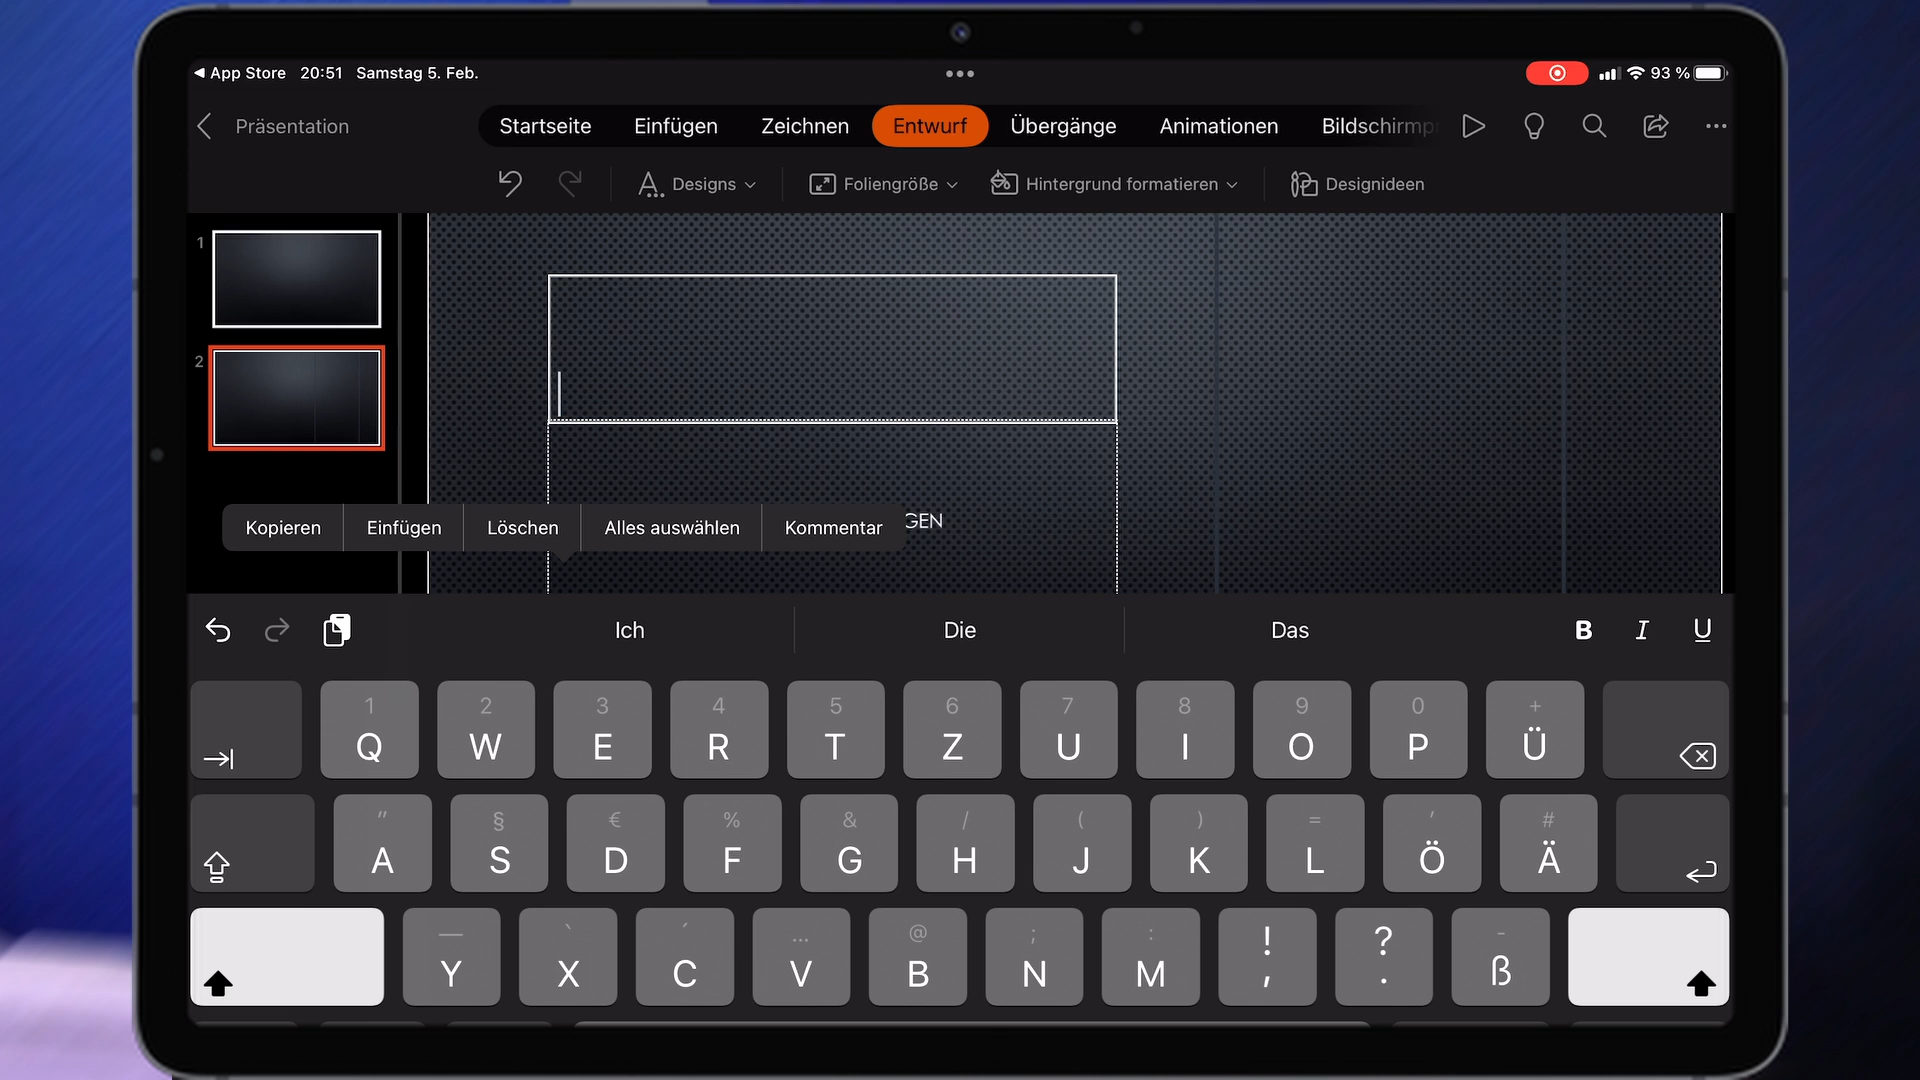 App Store 20:51 Samstag 5. Feb.
93 %
Präsentation
Startseite Einfügen Zeichnen Entwurf Übergänge Animationen
Designs Foliengröße Hintergrund formatieren Designideen
1
2
Kopieren Einfügen Löschen Alles auswählen Kommentar
Ich Die Das B I U
1 2 3 4 5 6 7 8 9 0 +
Q W E R T Z U I O P Ü
" § € % & / ( ) = ' #
A S D F G H J K L Ö Ä
— ` ´ ... @ ; : ! ? -
Y X C V B N M , . ß